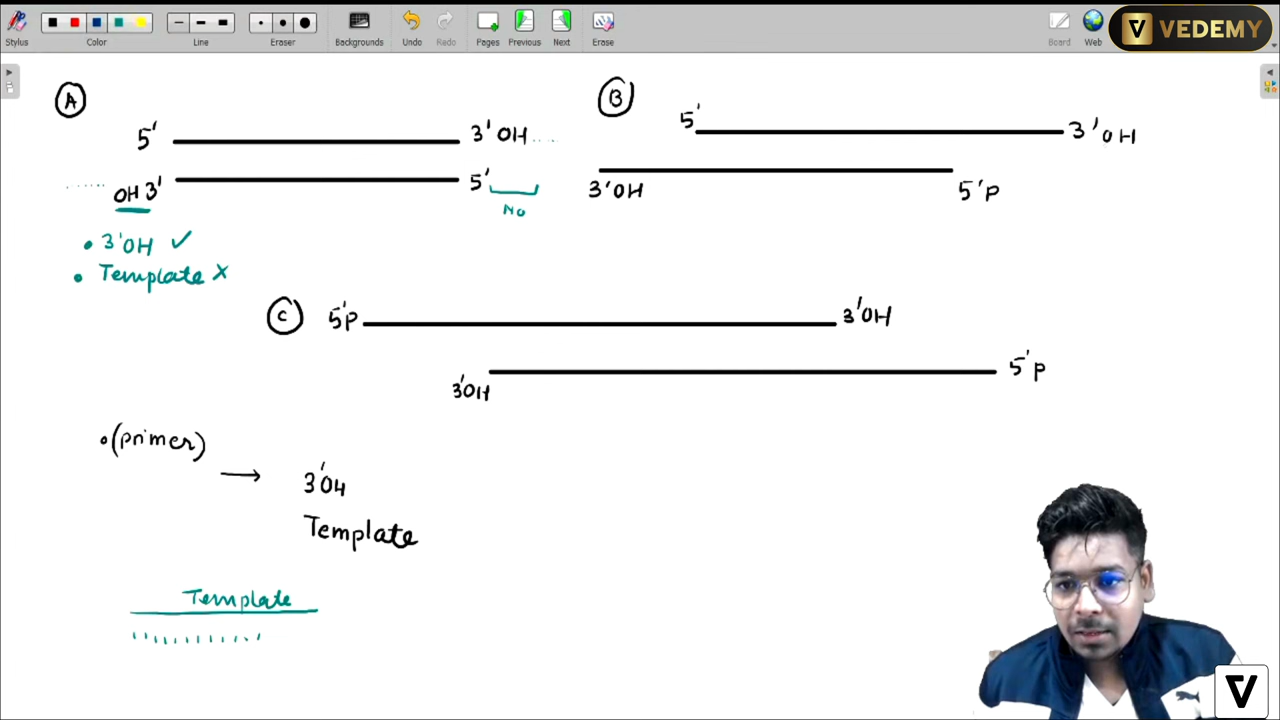 Stylus
Color
Line
Eraser
Backgrounds
Undo
Redo
Pages
Previous
Next
Erase
Board
Web
VEDEMY
A
5' 3' OH ....
OH 3' 5'
No
• 3'OH ✓
• Template X
B
5' 3' OH
3'OH 5'P
C
5'P 3'OH
3'OH 5'P
•(primer) → 3'OH
Template
Template